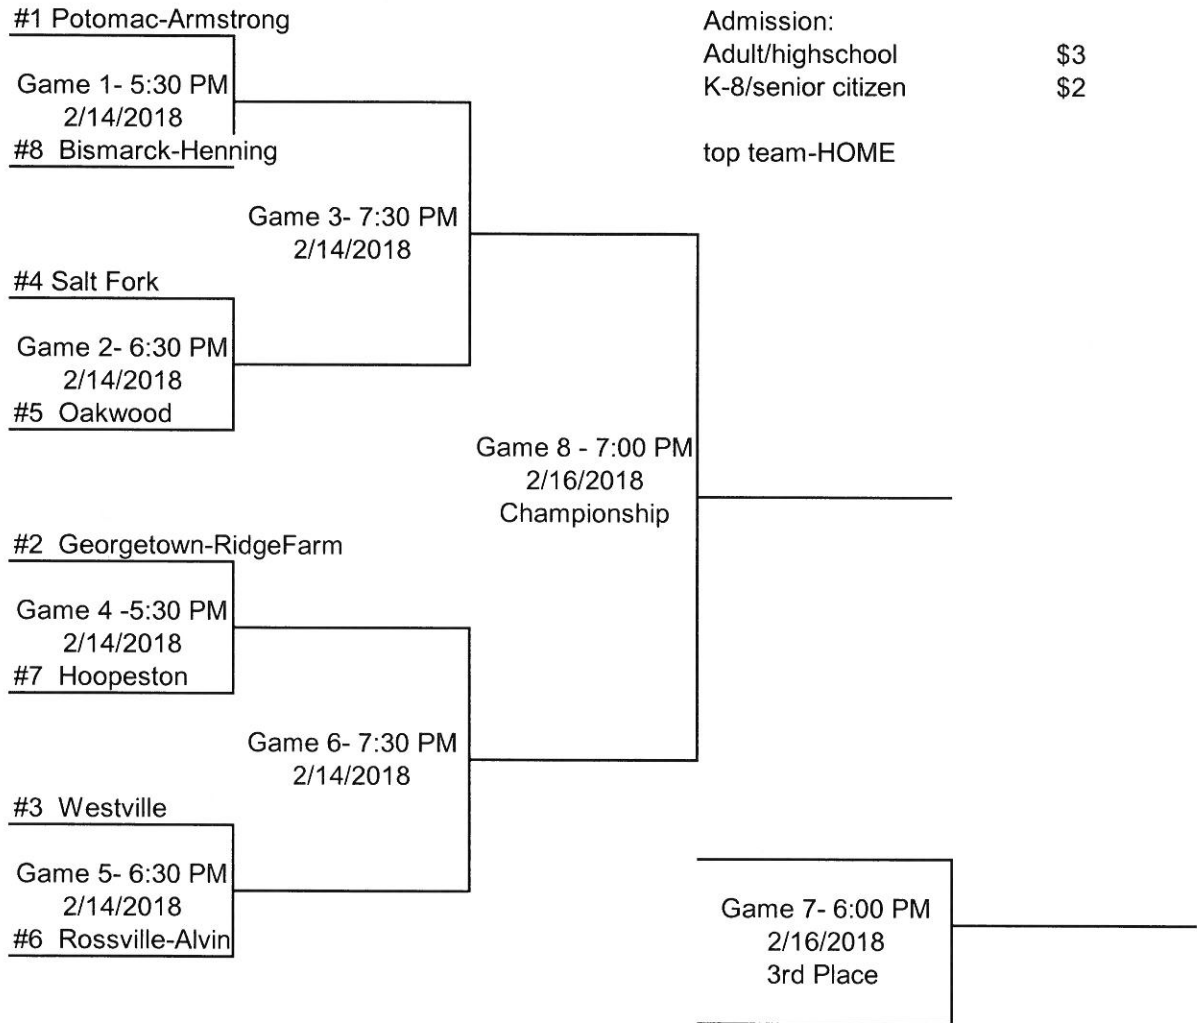 #1 Potomac-Armstrong
Game 1- 5:30 PM
2/14/2018
#8 Bismarck-Henning
Game 3- 7:30 PM
2/14/2018
#4 Salt Fork
Game 2- 6:30 PM
2/14/2018
#5 Oakwood
Game 8 - 7:00 PM
2/16/2018
Championship
#2 Georgetown-RidgeFarm
Game 4 -5:30 PM
2/14/2018
#7 Hoopeston
Game 6- 7:30 PM
2/14/2018
#3 Westville
Game 5- 6:30 PM
2/14/2018
#6 Rossville-Alvin
Game 7- 6:00 PM
2/16/2018
3rd Place
Admission:
Adult/highschool $3
K-8/senior citizen $2
top team-HOME